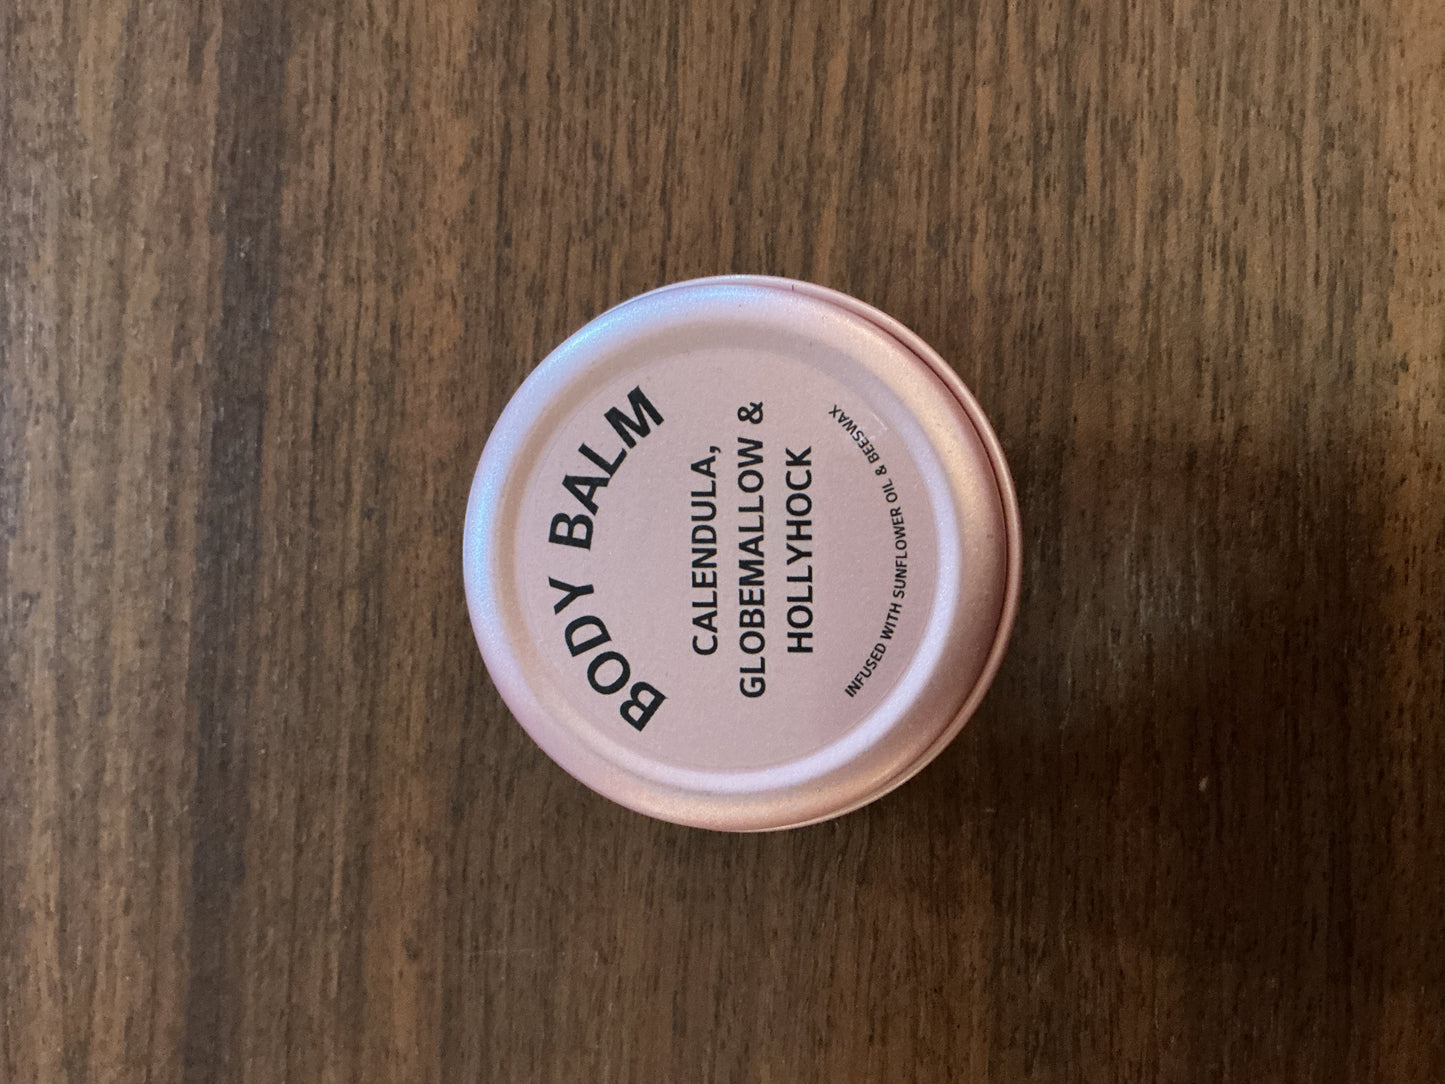 BODY BALM
CALENDULA,
GLOBEMALLOW &
HOLLYHOCK
INFUSED WITH SUNFLOWER OIL & BEESWAX